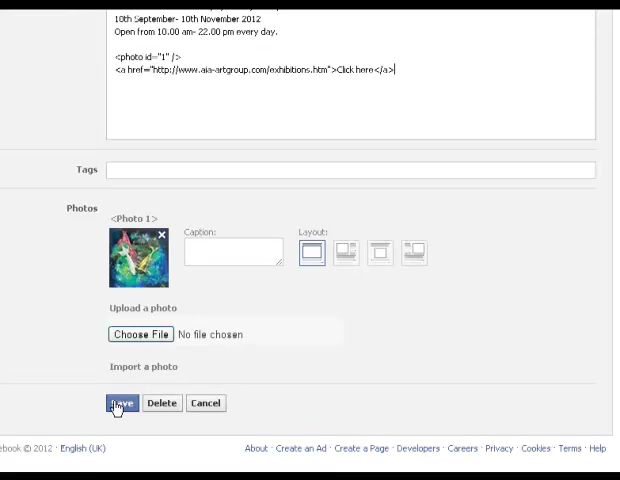 10th September- 10th November 2012
Open from 10.00 am- 22.00 pm every day.
<photo id="1" />
<a href="http://www.aia-artgroup.com/exhibitions.htm">Click here</a>
Tags
Photos
<Photo 1>
Caption:
Layout:
Upload a photo
Choose File No file chosen
Import a photo
Save Delete Cancel
ebook © 2012 · English (UK)
About · Create an Ad · Create a Page · Developers · Careers · Privacy · Cookies · Terms · Help